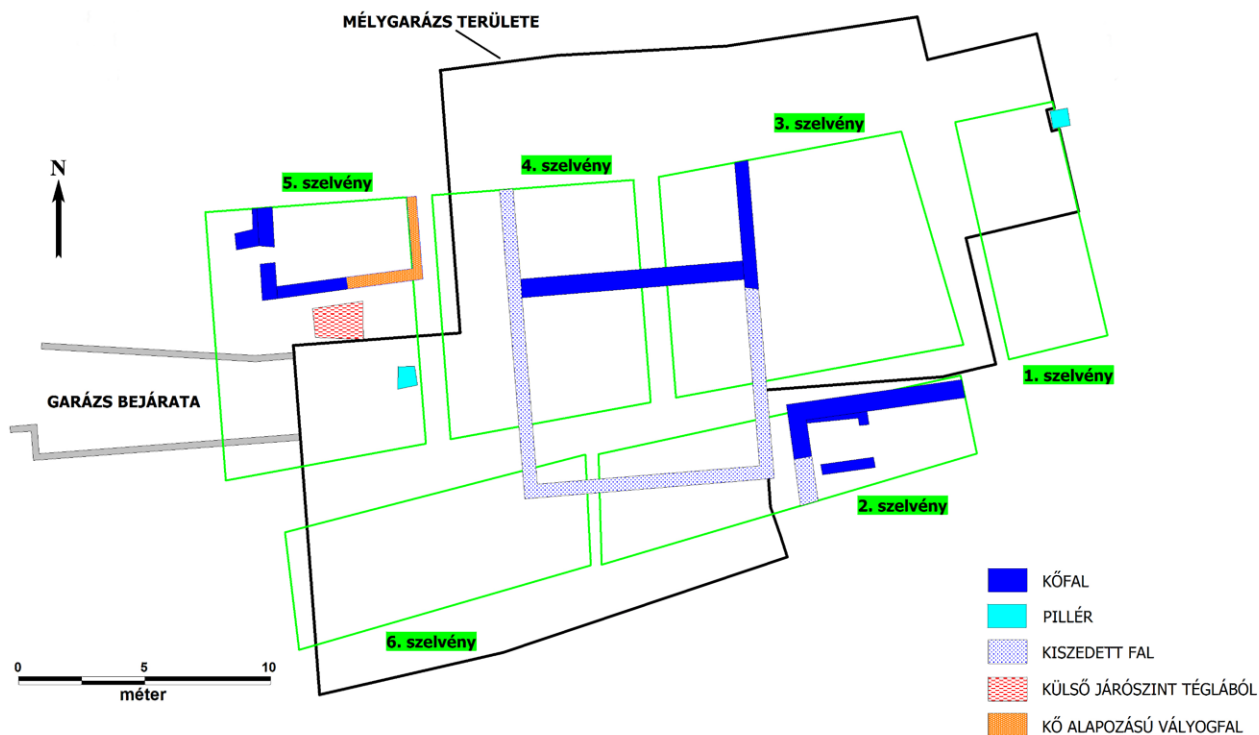 MÉLYGARÁZS TERÜLETE
3. szelvény
4. szelvény
N
5. szelvény
1. szelvény
GARÁZS BEJÁRATA
2. szelvény
6. szelvény
KŐFAL
PILLÉR
KISZEDETT FAL
KÜLSŐ JÁRÓSZINT TÉGLÁBÓL
KŐ ALAPOZÁSÚ VÁLYOGFAL
0 5 10
méter